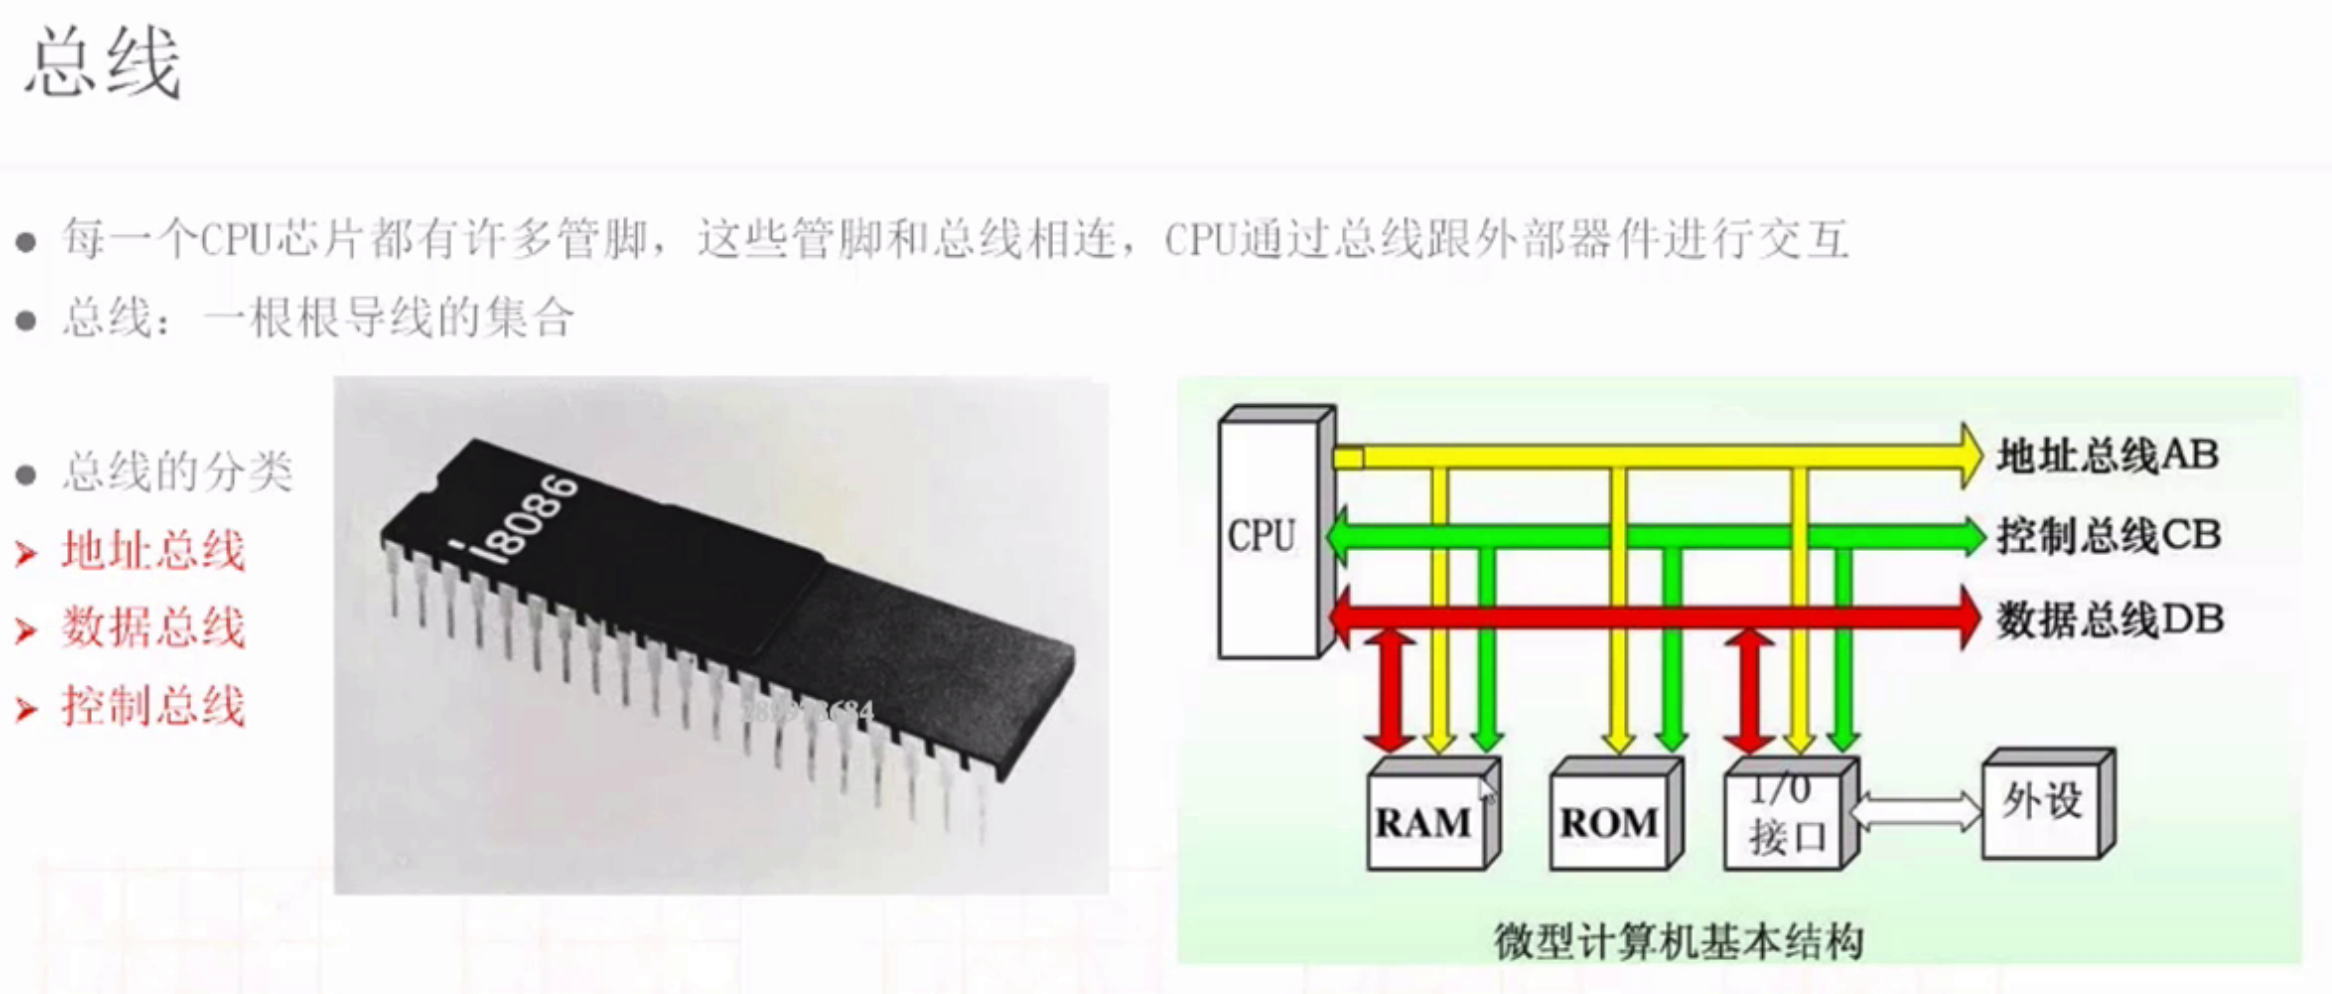 总线
每一个CPU芯片都有许多管脚，这些管脚和总线相连，CPU通过总线跟外部器件进行交互
总线：一根根导线的集合
总线的分类
地址总线
数据总线
控制总线
i8086
CPU
地址总线AB
控制总线CB
数据总线DB
RAM
ROM
I/O
接口
外设
微型计算机基本结构